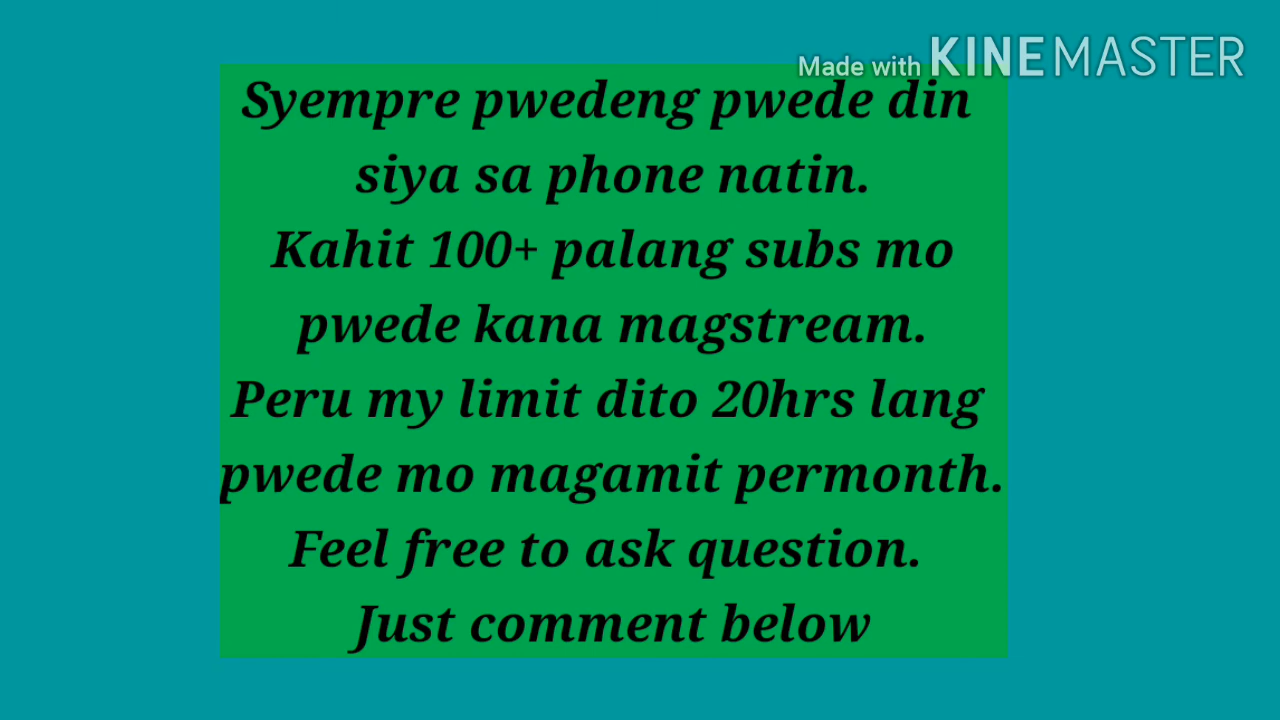 Made with KINEMASTER
Syempre pwedeng pwede din
siya sa phone natin.
Kahit 100+ palang subs mo
pwede kana magstream.
Peru my limit dito 20hrs lang
pwede mo magamit permonth.
Feel free to ask question.
Just comment below